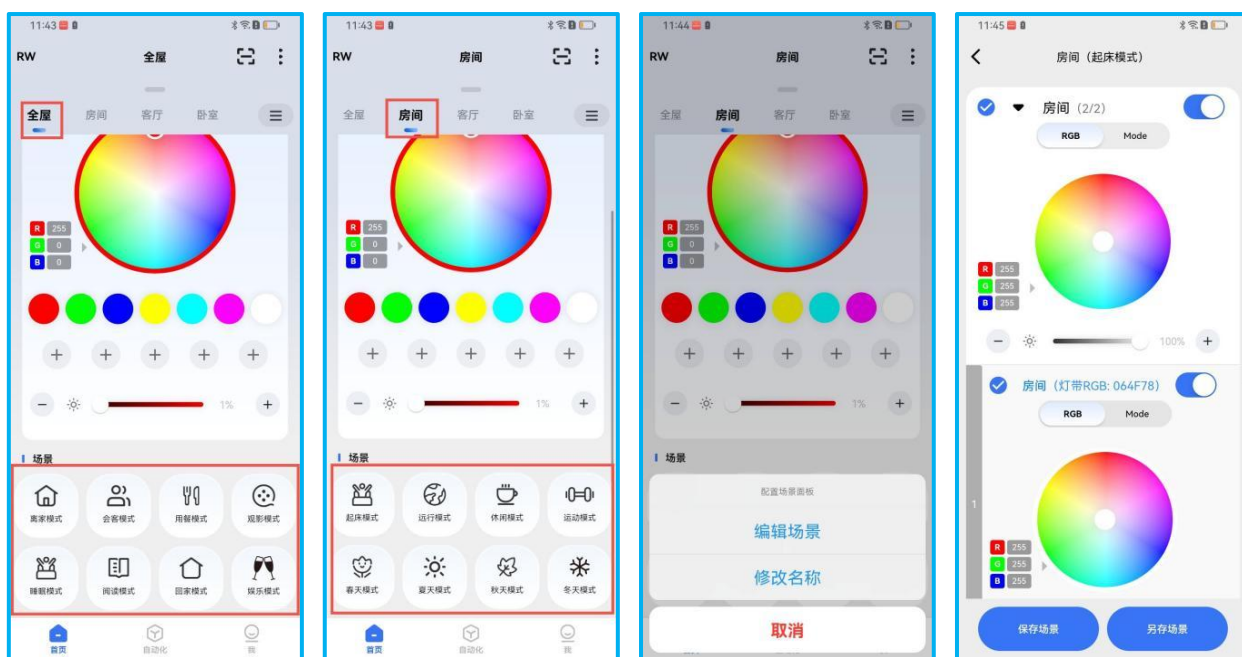 11:43
RW
全屋
全屋
房间
客厅
卧室
R 255
G 0
B 0
1%
场景
离家模式
会客模式
用餐模式
观影模式
睡眠模式
阅读模式
回家模式
娱乐模式
首页
自动化
我
11:43
RW
房间
全屋
房间
客厅
卧室
R 255
G 0
B 0
1%
场景
起床模式
远行模式
休闲模式
运动模式
春天模式
夏天模式
秋天模式
冬天模式
首页
自动化
我
11:44
RW
房间
全屋
房间
客厅
卧室
R 255
G 0
B 0
1%
场景
配置场景面板
编辑场景
修改名称
取消
11:45
房间（起床模式）
房间（2/2）
RGB
Mode
R 255
G 255
B 255
100%
房间（灯带RGB: 064F78）
RGB
Mode
1
R 255
G 255
B 255
保存场景
另存场景